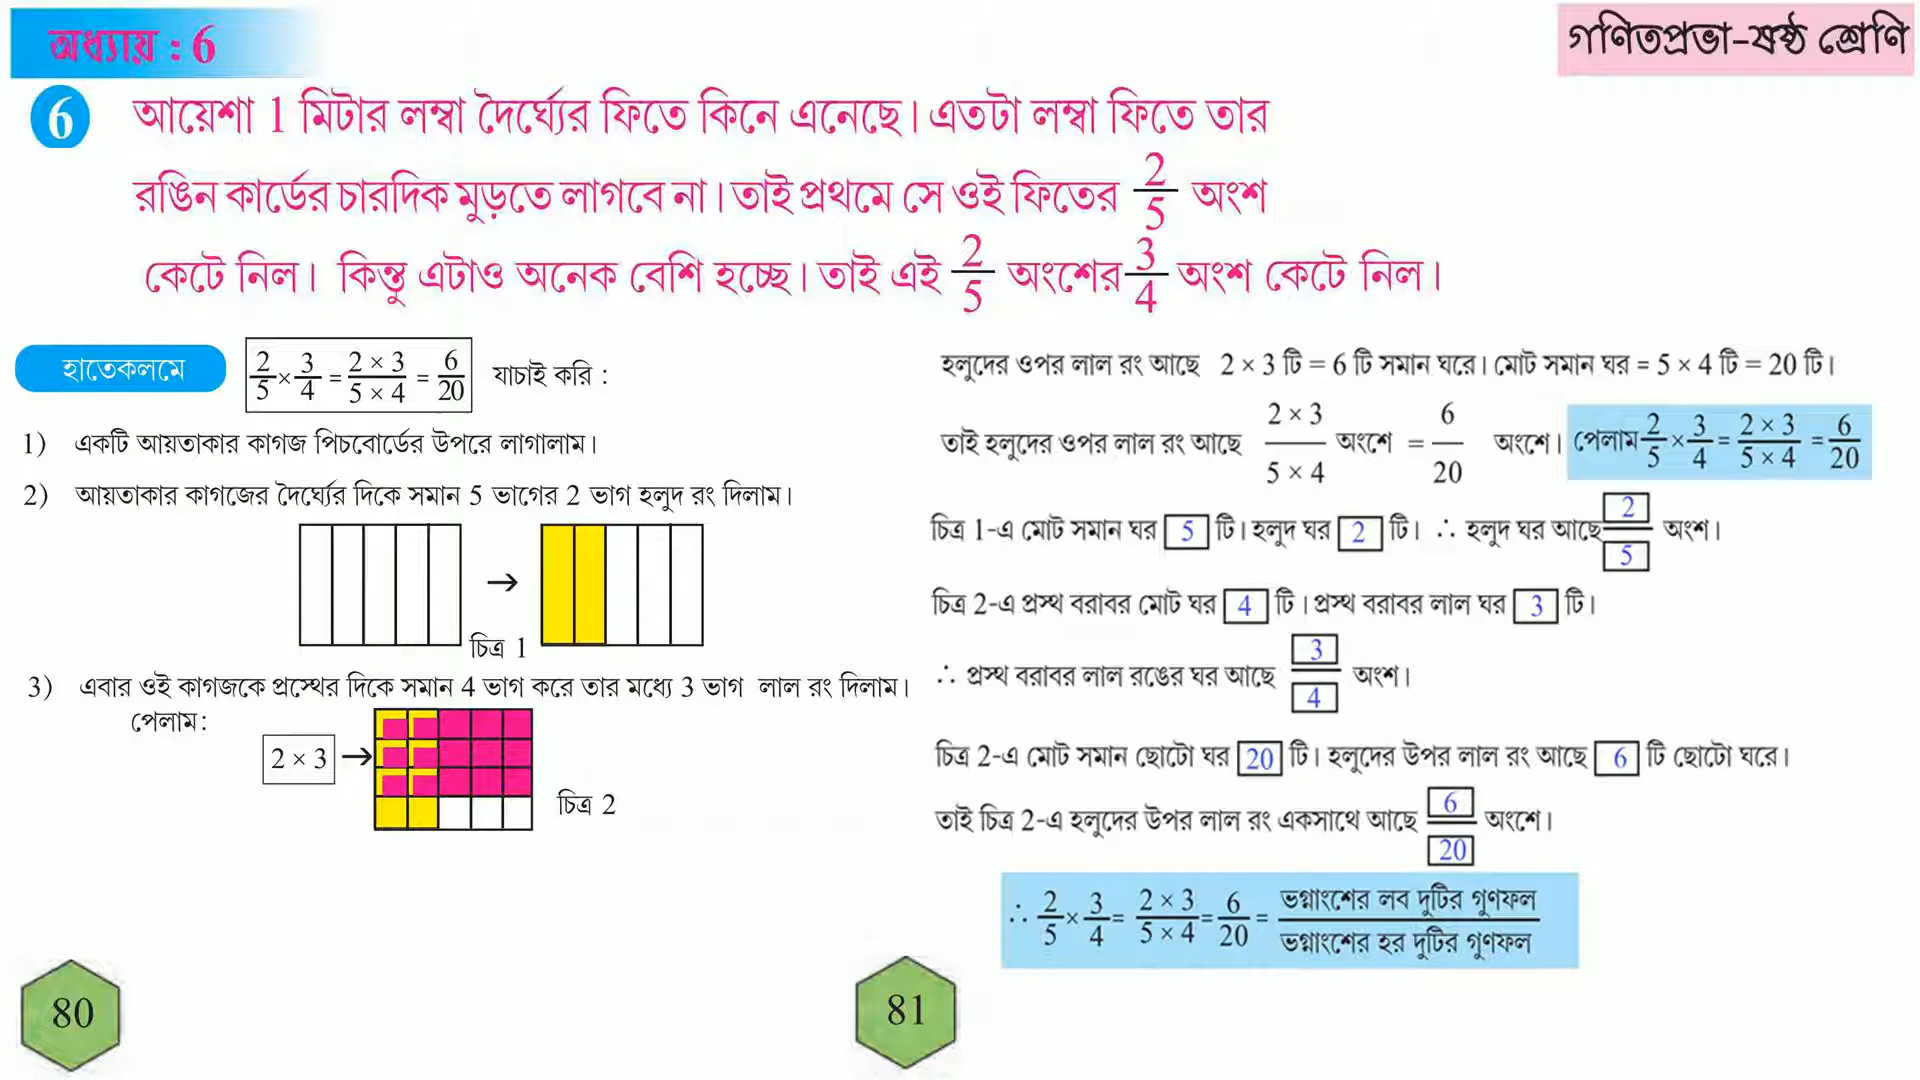 অধ্যায় : 6
গণিতপ্রভা-ষষ্ঠ শ্রেণি
6 আয়েশা 1 মিটার লম্বা দৈর্ঘ্যের ফিতে কিনে এনেছে। এতটা লম্বা ফিতে তার
রঙিন কার্ডের চারদিক মুড়তে লাগবে না। তাই প্রথমে সে ওই ফিতের 2/5 অংশ
কেটে নিল। কিন্তু এটাও অনেক বেশি হচ্ছে। তাই এই 2/5 অংশের 3/4 অংশ কেটে নিল।
হাতেকলমে 2/5 × 3/4 = 2 × 3/5 × 4 = 6/20 যাচাই করি :
1) একটি আয়তাকার কাগজ পিচবোর্ডের উপরে লাগালাম।
2) আয়তাকার কাগজের দৈর্ঘ্যের দিকে সমান 5 ভাগের 2 ভাগ হলুদ রং দিলাম।
→
চিত্র 1
3) এবার ওই কাগজকে প্রস্থের দিকে সমান 4 ভাগ করে তার মধ্যে 3 ভাগ লাল রং দিলাম।
পেলাম:
2 × 3 →
চিত্র 2
80
হলুদের ওপর লাল রং আছে 2 × 3 টি = 6 টি সমান ঘরে। মোট সমান ঘর = 5 × 4 টি = 20 টি।
তাই হলুদের ওপর লাল রং আছে 2 × 3/5 × 4 অংশে = 6/20 অংশে। পেলাম 2/5 × 3/4 = 2 × 3/5 × 4 = 6/20
চিত্র 1-এ মোট সমান ঘর 5 টি। হলুদ ঘর 2 টি। ∴ হলুদ ঘর আছে 2/5 অংশ।
চিত্র 2-এ প্রস্থ বরাবর মোট ঘর 4 টি। প্রস্থ বরাবর লাল ঘর 3 টি।
∴ প্রস্থ বরাবর লাল রঙের ঘর আছে 3/4 অংশ।
চিত্র 2-এ মোট সমান ছোটো ঘর 20 টি। হলুদের উপর লাল রং আছে 6 টি ছোটো ঘরে।
তাই চিত্র 2-এ হলুদের উপর লাল রং একসাথে আছে 6/20 অংশে।
∴ 2/5 × 3/4 = 2 × 3/5 × 4 = 6/20 = ভগ্নাংশের লব দুটির গুণফল/ভগ্নাংশের হর দুটির গুণফল
81